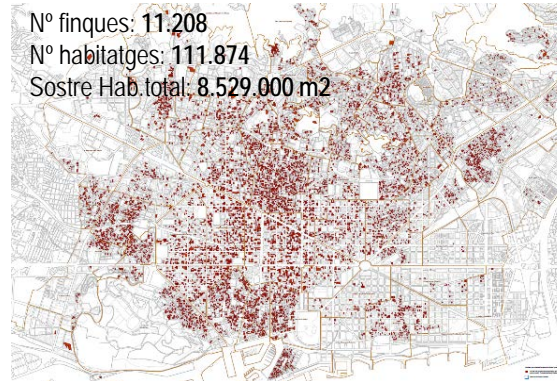 Nº finques: 11.208
Nº habitatges: 111.874
Sostre Hab.total: 8.529.000 m2